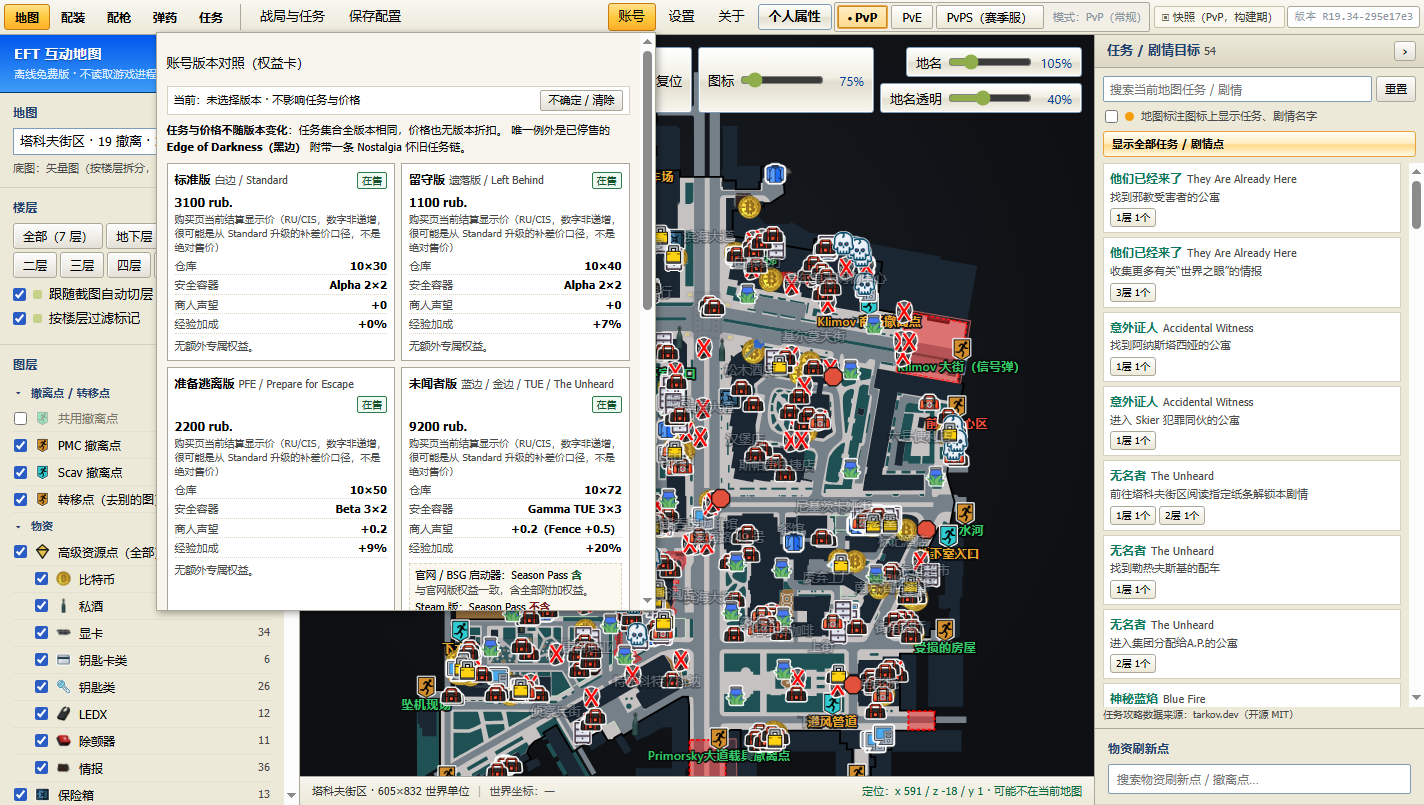 地图 配装 配枪 弹药 任务 战局与任务 保存配置 账号 设置 关于 个人属性 • PvP PvE PvPS（赛季服） 模式：PvP（常规） 快照（PvP，构建期） 版本 R19.34-295e17e3
EFT 互动地图
离线免费版 · 不读取游戏进程
地图
塔科夫街区 · 19 撤离 ·
底图：矢量图（按楼层拆分，
楼层
全部（7 层） 地下层
二层 三层 四层
跟随截图自动切层
按楼层过滤标记
图层
撤离点 / 转移点
共用撤离点
PMC 撤离点
Scav 撤离点
转移点（去别的图
物资
高级资源点（全部
比特币
私酒
显卡 34
钥匙卡类 6
钥匙类 26
LEDX 12
除颤器 11
情报 36
保险箱 13
账号版本对照（权益卡）
当前：未选择版本 · 不影响任务与价格 不确定 / 清除
任务与价格不随版本变化：任务集合全版本相同，价格也无版本折扣。 唯一例外是已停售的
Edge of Darkness（黑边） 附带一条 Nostalgia 怀旧任务链。
标准版 白边 / Standard 在售
3100 rub.
购买页当前结算显示价（RU/CIS，数字非递增，
很可能是从 Standard 升级的补差价口径，不是
绝对售价）
仓库 10×30
安全容器 Alpha 2×2
商人声望 +0
经验加成 +0%
无额外专属权益。
留守版 遗落版 / Left Behind 在售
1100 rub.
购买页当前结算显示价（RU/CIS，数字非递增，
很可能是从 Standard 升级的补差价口径，不是
绝对售价）
仓库 10×40
安全容器 Alpha 2×2
商人声望 +0
经验加成 +7%
无额外专属权益。
准备逃离版 PFE / Prepare for Escape
在售
2200 rub.
购买页当前结算显示价（RU/CIS，数字非递增，
很可能是从 Standard 升级的补差价口径，不是
绝对售价）
仓库 10×50
安全容器 Beta 3×2
商人声望 +0.2
经验加成 +9%
无额外专属权益。
未闻者版 蓝边 / 金边 / TUE / The Unheard
在售
9200 rub.
购买页当前结算显示价（RU/CIS，数字非递增，
很可能是从 Standard 升级的补差价口径，不是
绝对售价）
仓库 10×72
安全容器 Gamma TUE 3×3
商人声望 +0.2（Fence +0.5）
经验加成 +20%
官网 / BSG 启动器：Season Pass 含
与官网版权益一致，含全部附加权益。
Steam 版：Season Pass 不含
复位
图标 75%
地名 105%
地名透明 40%
Klimov 大街（信号弹）
水河
下室入口
受损的房屋
坠机现场
通风管道
Primorsky大道载具撤离点
塔科夫街区 · 605×832 世界单位 | 世界坐标：— 定位：x 591 / z -18 / y 1 · 可能不在当前地图
任务 / 剧情目标 54
搜索当前地图任务 / 剧情 重置
地图标注图标上显示任务、剧情名字
显示全部任务 / 剧情点
他们已经来了 They Are Already Here
找到邪教受害者的公寓
1层 1个
他们已经来了 They Are Already Here
收集更多有关“世界之眼”的情报
3层 1个
意外证人 Accidental Witness
找到阿纳斯塔西娅的公寓
1层 1个
意外证人 Accidental Witness
进入 Skier 犯罪同伙的公寓
1层 1个
无名者 The Unheard
前往塔科夫街区阅读指定纸条解锁本剧情
1层 1个 2层 1个
无名者 The Unheard
找到勒热夫斯基的配车
1层 1个
无名者 The Unheard
进入集团分配给A.P.的公寓
2层 1个
神秘蓝焰 Blue Fire
任务攻略数据来源：tarkov.dev（开源 MIT）
物资刷新点
搜索物资刷新点 / 撤离点…